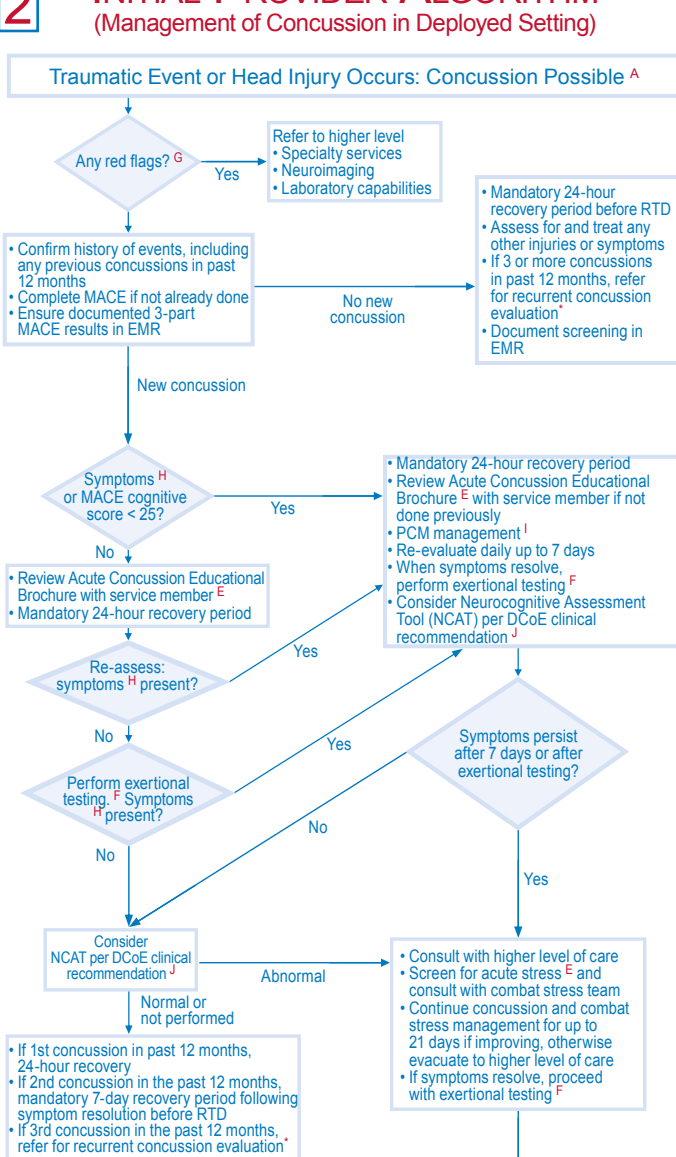 2
(Management of Concussion in Deployed Setting)
Traumatic Event or Head Injury Occurs: Concussion Possible A
Any red flags? G
Yes
Refer to higher level
• Specialty services
• Neuroimaging
• Laboratory capabilities
• Confirm history of events, including
any previous concussions in past
12 months
• Complete MACE if not already done
• Ensure documented 3-part
MACE results in EMR
No new
concussion
• Mandatory 24-hour
recovery period before RTD
• Assess for and treat any
other injuries or symptoms
• If 3 or more concussions
in past 12 months, refer
for recurrent concussion
evaluation*
• Document screening in
EMR
New concussion
Symptoms H
or MACE cognitive
score < 25?
Yes
No
• Mandatory 24-hour recovery period
• Review Acute Concussion Educational
Brochure E with service member if not
done previously
• PCM management I
• Re-evaluate daily up to 7 days
• When symptoms resolve,
perform exertional testing F
• Consider Neurocognitive Assessment
Tool (NCAT) per DCoE clinical
recommendation J
• Review Acute Concussion Educational
Brochure with service member E
• Mandatory 24-hour recovery period
Re-assess:
symptoms H present?
Yes
No
Perform exertional
testing. F Symptoms
H present?
Yes
No
Symptoms persist
after 7 days or after
exertional testing?
No
Yes
Consider
NCAT per DCoE clinical
recommendation J
Abnormal
Normal or
not performed
• Consult with higher level of care
• Screen for acute stress E and
consult with combat stress team
• Continue concussion and combat
stress management for up to
21 days if improving, otherwise
evacuate to higher level of care
• If symptoms resolve, proceed
with exertional testing F
• If 1st concussion in past 12 months,
24-hour recovery
• If 2nd concussion in the past 12 months,
mandatory 7-day recovery period following
symptom resolution before RTD
• If 3rd concussion in the past 12 months,
refer for recurrent concussion evaluation*